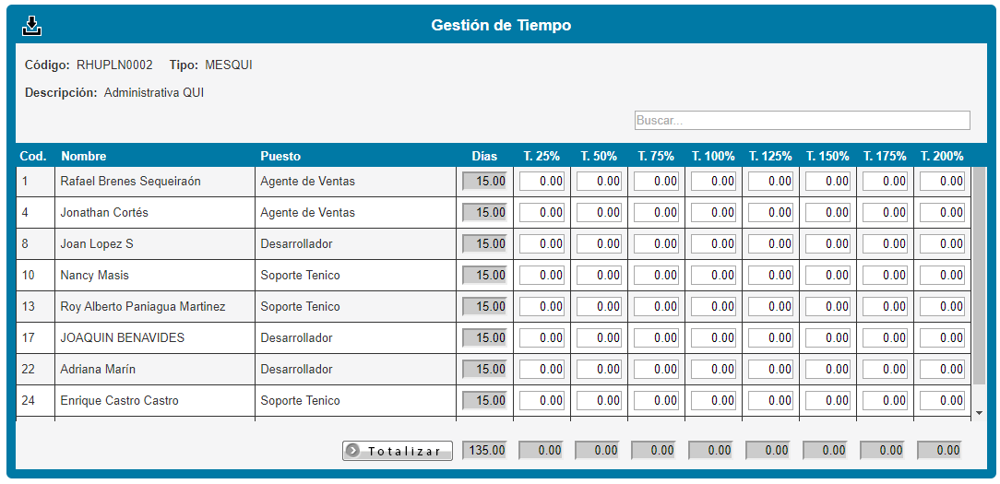 Gestión de Tiempo
Código: RHUPLN0002 Tipo: MESQUI
Descripción: Administrativa QUI
Buscar...
Cod. Nombre Puesto Días T. 25% T. 50% T. 75% T. 100% T. 125% T. 150% T. 175% T. 200%
1 Rafael Brenes Sequeiraón Agente de Ventas 15.00 0.00 0.00 0.00 0.00 0.00 0.00 0.00 0.00
4 Jonathan Cortés Agente de Ventas 15.00 0.00 0.00 0.00 0.00 0.00 0.00 0.00 0.00
8 Joan Lopez S Desarrollador 15.00 0.00 0.00 0.00 0.00 0.00 0.00 0.00 0.00
10 Nancy Masis Soporte Tenico 15.00 0.00 0.00 0.00 0.00 0.00 0.00 0.00 0.00
13 Roy Alberto Paniagua Martinez Soporte Tenico 15.00 0.00 0.00 0.00 0.00 0.00 0.00 0.00 0.00
17 JOAQUIN BENAVIDES Desarrollador 15.00 0.00 0.00 0.00 0.00 0.00 0.00 0.00 0.00
22 Adriana Marín Desarrollador 15.00 0.00 0.00 0.00 0.00 0.00 0.00 0.00 0.00
24 Enrique Castro Castro Soporte Tenico 15.00 0.00 0.00 0.00 0.00 0.00 0.00 0.00 0.00
Totalizar 135.00 0.00 0.00 0.00 0.00 0.00 0.00 0.00 0.00